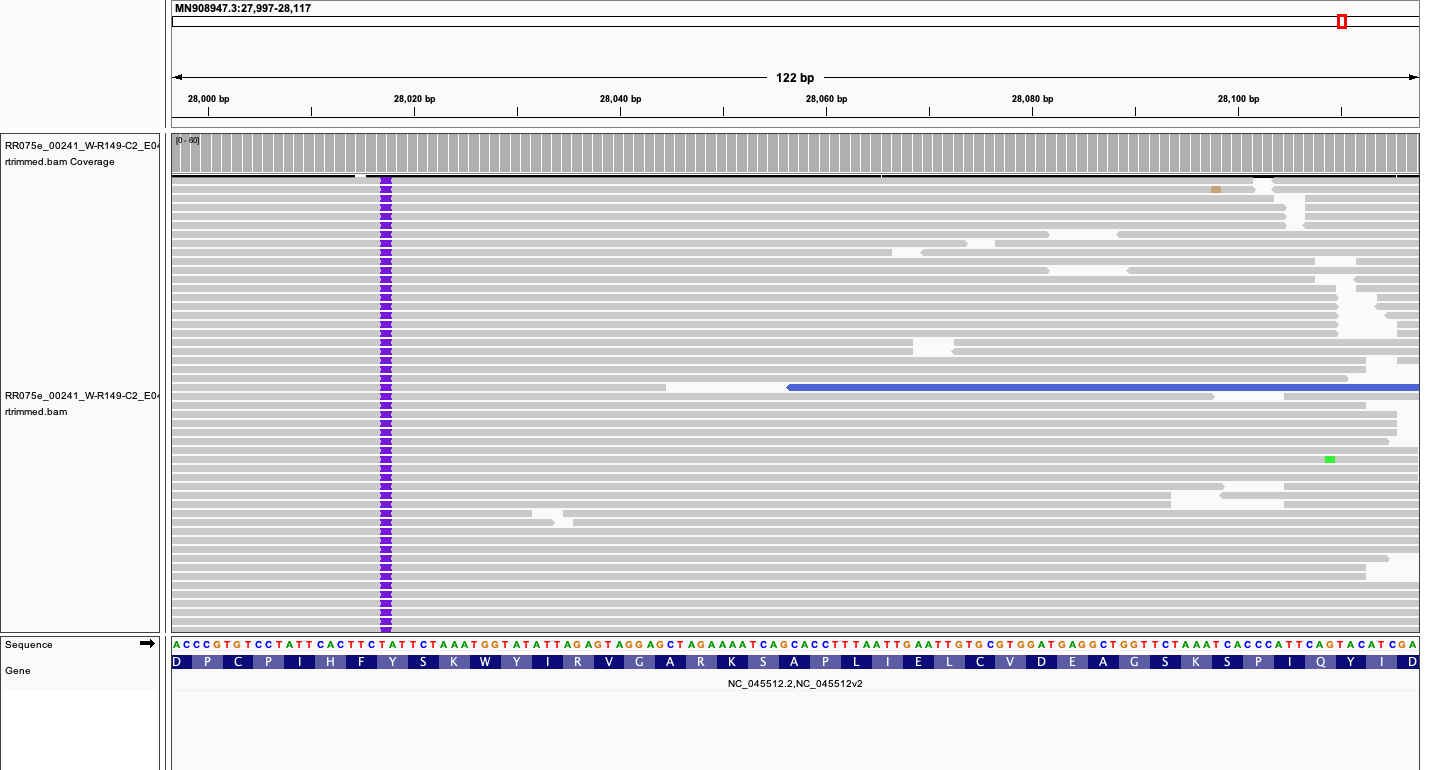 MN908947.3:27,997-28,117
122 bp
28,000 bp 28,020 bp 28,040 bp 28,060 bp 28,080 bp 28,100 bp
RR075e_00241_W-R149-C2_E0
rtrimmed.bam Coverage
[0 - 60]
RR075e_00241_W-R149-C2_E0
rtrimmed.bam
Sequence
A C C C G T G T C C T A T T C A C T T C T A T T C T A A A T G G T A T A T T A G A G T A G G A G C T A G A A A A T C A G C A C C T T T A A T T G A A T T G T G C G T G G A T G A G G C T G G T T C T A A A T C A C C C A T T C A G T A C A T C G A
Gene
D P C P I H F Y S K W Y I R V G A R K S A P L I E L C V D E A G S K S P I Q Y I D
NC_045512.2,NC_045512v2